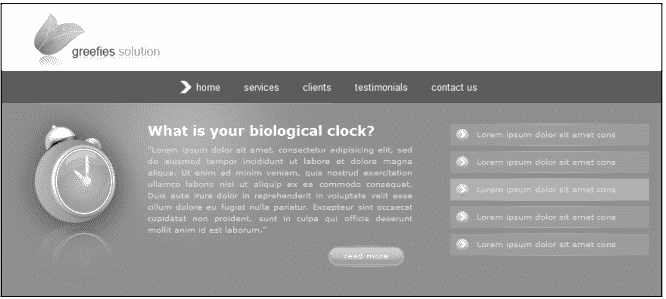 greefies solution
home services clients testimonials contact us
What is your biological clock?
"Lorem ipsum dolor sit amet, consectetur adipisicing elit, sed
do eiusmod tempor incididunt ut labore et dolore magna
aliqua. Ut enim ad minim veniam, quis nostrud exercitation
ullamco laboris nisi ut aliquip ex ea commodo consequat.
Duis aute irure dolor in reprehenderit in voluptate velit esse
cillum dolore eu fugiat nulla pariatur. Excepteur sint occaecat
cupidatat non proident, sunt in culpa qui officia deserunt
mollit anim id est laborum."
read more
Lorem ipsum dolor sit amet cons
Lorem ipsum dolor sit amet cons
Lorem ipsum dolor sit amet cons
Lorem ipsum dolor sit amet cons
Lorem ipsum dolor sit amet cons